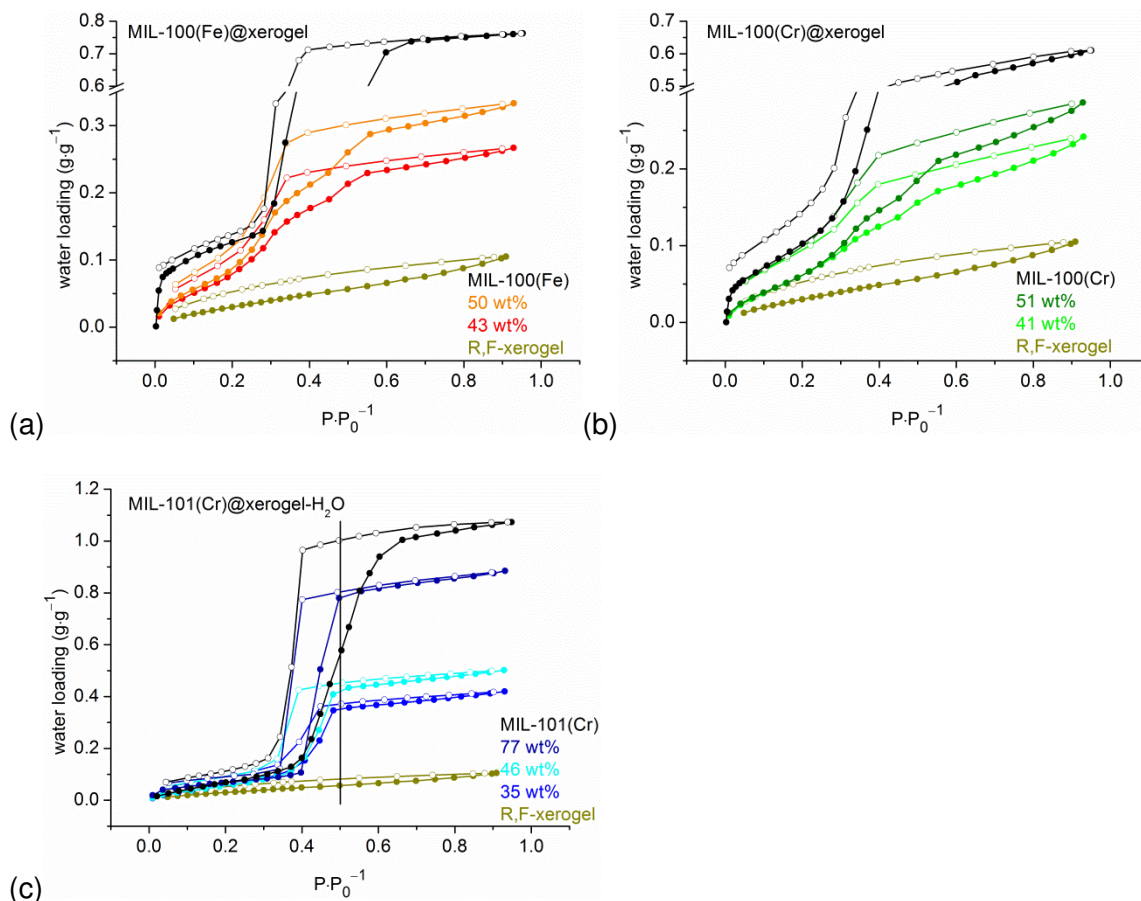 MIL-100(Fe)@xerogel
0.8
0.7
0.6
0.3
0.2
0.1
0.0
water loading (g·g⁻¹)
MIL-100(Fe)
50 wt%
43 wt%
R,F-xerogel
0.0 0.2 0.4 0.6 0.8 1.0
P·P₀⁻¹
(a)
MIL-100(Cr)@xerogel
0.7
0.6
0.5
0.2
0.1
0.0
water loading (g·g⁻¹)
MIL-100(Cr)
51 wt%
41 wt%
R,F-xerogel
0.0 0.2 0.4 0.6 0.8 1.0
P·P₀⁻¹
(b)
MIL-101(Cr)@xerogel-H₂O
1.2
1.0
0.8
0.6
0.4
0.2
0.0
water loading (g·g⁻¹)
MIL-101(Cr)
77 wt%
46 wt%
35 wt%
R,F-xerogel
0.0 0.2 0.4 0.6 0.8 1.0
P·P₀⁻¹
(c)